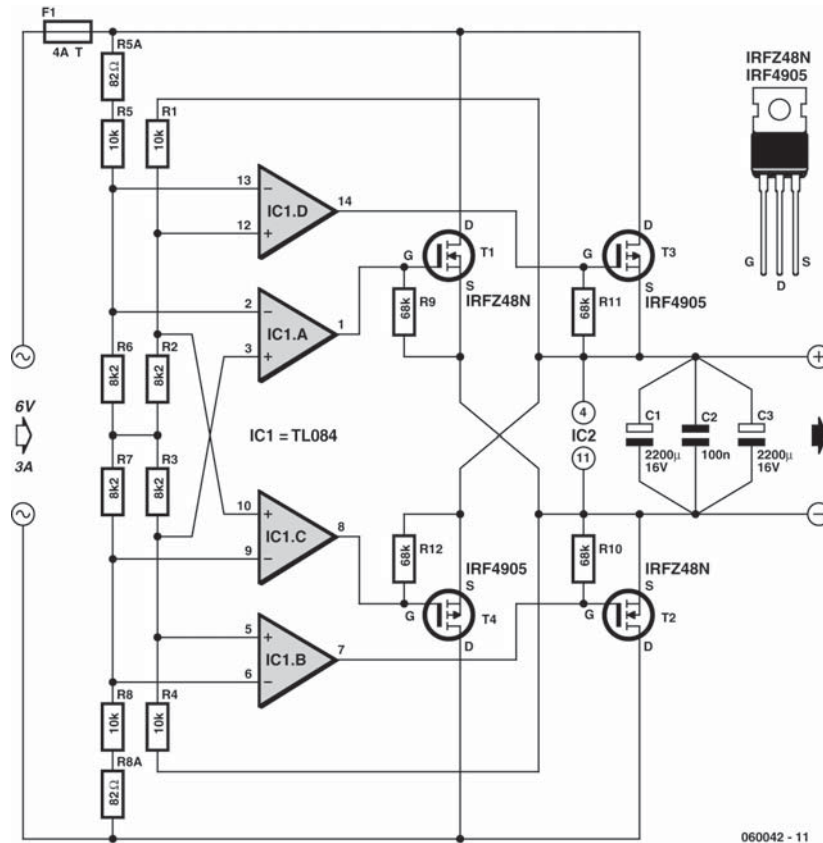 F1
4A T
R5A
82Ω
R5
10k
R1
10k
IRFZ48N
IRF4905
G
D
S
13
−
12
+
IC1.D
14
2
−
3
+
IC1.A
1
G
D
S
T1
IRFZ48N
R9
68k
G
D
S
T3
IRF4905
R11
68k
R6
8k2
R2
8k2
6V
3A
IC1 = TL084
4
IC2
11
C1
2200µ
16V
C2
100n
C3
2200µ
16V
+
−
R7
8k2
R3
8k2
10
+
9
−
IC1.C
8
R12
68k
IRF4905
S
G
T4
D
R10
68k
IRFZ48N
S
G
T2
D
5
+
6
−
IC1.B
7
R8
10k
R4
10k
R8A
82Ω
060042 - 11